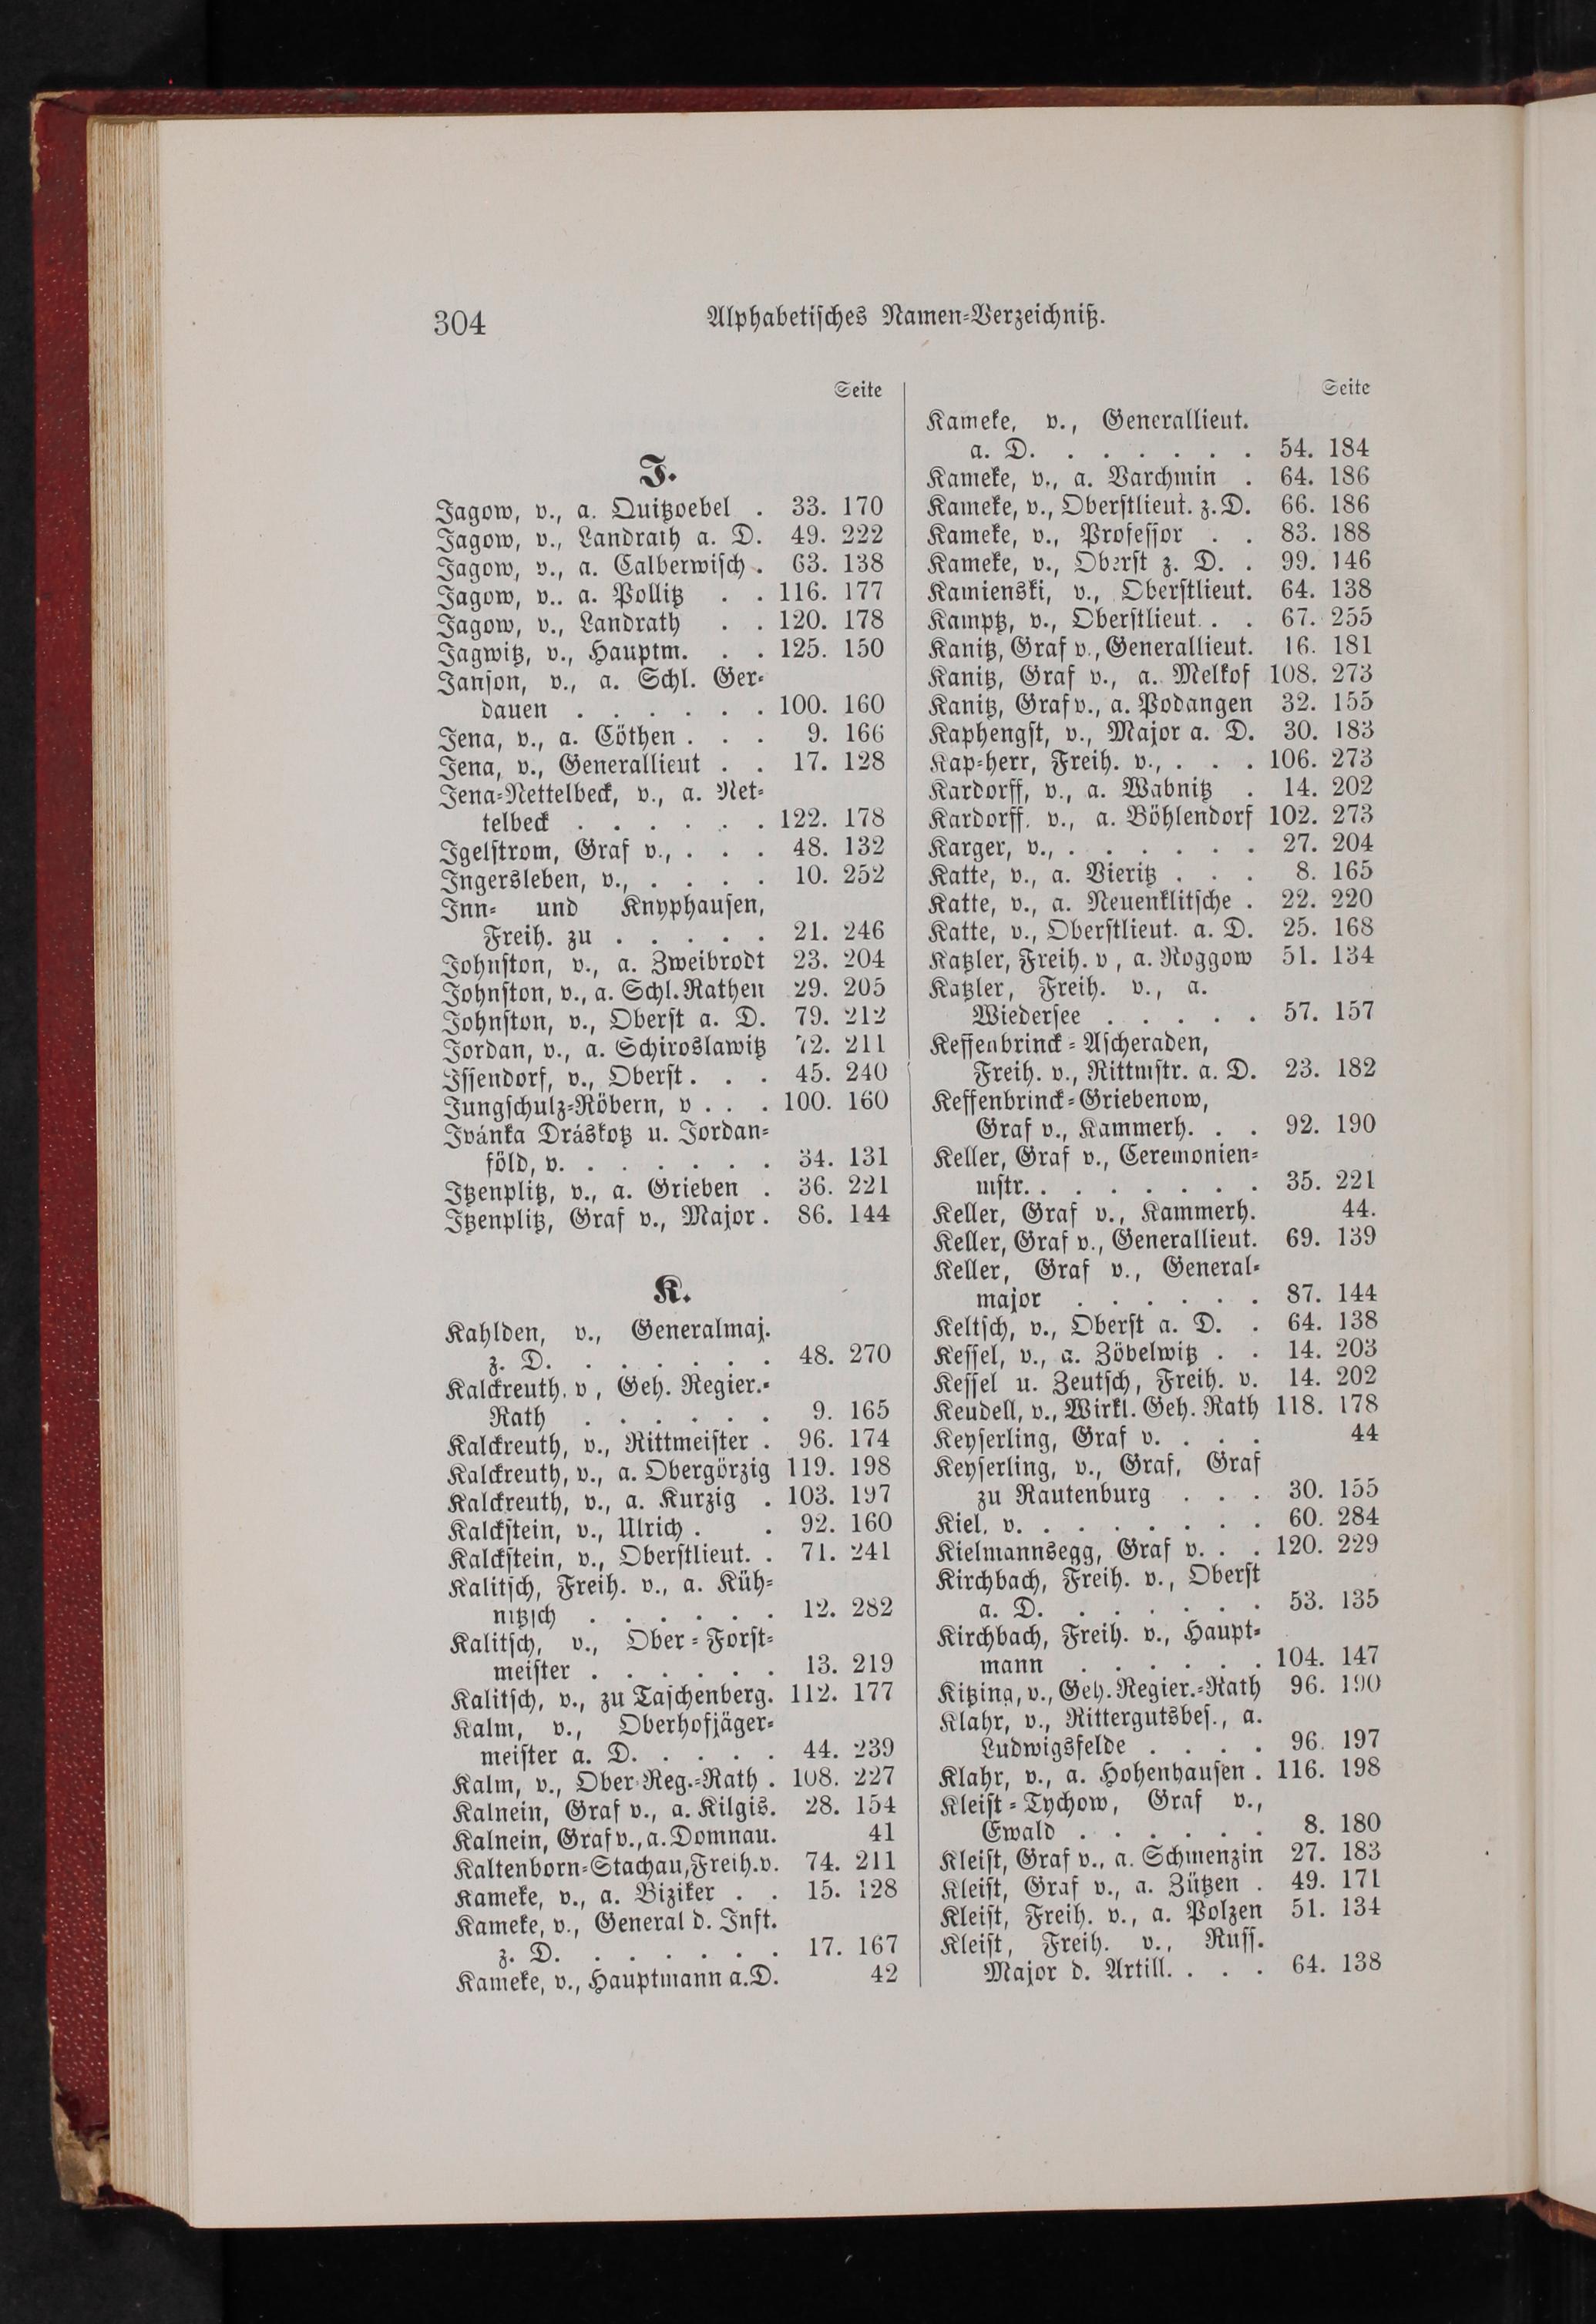 304
Alphabetisches Namen-Verzeichniß.
Seite
J.
Jagow, v., a. Quitzoebel . 33. 170
Jagow, v., Landrath a. D. 49. 222
Jagow, v., a. Calberwisch . 63. 138
Jagow, v.. a. Pollitz . . 116. 177
Jagow, v., Landrath . . 120. 178
Jagwitz, v., Hauptm. . . 125. 150
Janson, v., a. Schl. Ger-
dauen . . . . . . 100. 160
Jena, v., a. Cöthen . . . 9. 166
Jena, v., Generallieut . . 17. 128
Jena-Nettelbeck, v., a. Net-
telbeck . . . . . . 122. 178
Igelstrom, Graf v., . . . 48. 132
Ingersleben, v., . . . . 10. 252
Inn- und Knyphausen,
Freih. zu . . . . . 21. 246
Johnston, v., a. Zweibrodt 23. 204
Johnston, v., a. Schl. Rathen 29. 205
Johnston, v., Oberst a. D. 79. 212
Jordan, v., a. Schiroslawitz 72. 211
Issendorf, v., Oberst . . . 45. 240
Jungschulz-Röbern, v . . . 100. 160
Ivánka Dráskotz u. Jordan-
föld, v. . . . . . . . 34. 131
Itzenplitz, v., a. Grieben . 36. 221
Itzenplitz, Graf v., Major . 86. 144
K.
Kahlden, v., Generalmaj.
z. D. . . . . . . . 48. 270
Kalckreuth, v , Geh. Regier.-
Rath . . . . . . 9. 165
Kalckreuth, v., Rittmeister . 96. 174
Kalckreuth, v., a. Obergörzig 119. 198
Kalckreuth, v., a. Kurzig . 103. 197
Kalckstein, v., Ulrich . . 92. 160
Kalckstein, v., Oberstlieut. . 71. 241
Kalitsch, Freih. v., a. Küh-
nitzsch . . . . . . 12. 282
Kalitsch, v., Ober-Forst-
meister . . . . . . 13. 219
Kalitsch, v., zu Taschenberg. 112. 177
Kalm, v., Oberhofjäger-
meister a. D. . . . . . 44. 239
Kalm, v., Ober-Reg.-Rath . 108. 227
Kalnein, Graf v., a. Kilgis. 28. 154
Kalnein, Graf v., a. Domnau. 41
Kaltenborn-Stachau, Freih. v. 74. 211
Kameke, v., a. Biziker . . 15. 128
Kameke, v., General d. Inft.
z. D. . . . . . . . 17. 167
Kameke, v., Hauptmann a. D. 42
Seite
Kameke, v., Generallieut.
a. D. . . . . . . . 54. 184
Kameke, v., a. Varchmin . 64. 186
Kameke, v., Oberstlieut. z. D. 66. 186
Kameke, v., Professor . . 83. 188
Kameke, v., Oberst z. D. . 99. 146
Kamienski, v., Oberstlieut. 64. 138
Kamptz, v., Oberstlieut. . . 67. 255
Kanitz, Graf v., Generallieut. 16. 181
Kanitz, Graf v., a. Melkof 108. 273
Kanitz, Graf v., a. Podangen 32. 155
Kaphengst, v., Major a. D. 30. 183
Kap-herr, Freih. v., . . . 106. 273
Kardorff, v., a. Wabnitz . 14. 202
Kardorff. v., a. Böhlendorf 102. 273
Karger, v., . . . . . . . 27. 204
Katte, v., a. Vieritz . . . 8. 165
Katte, v., a. Neuenklitsche . 22. 220
Katte, v., Oberstlieut. a. D. 25. 168
Katzler, Freih. v , a. Roggow 51. 134
Katzler, Freih. v., a.
Wiedersee . . . . . 57. 157
Keffenbrinck-Ascheraden,
Freih. v., Rittmstr. a. D. 23. 182
Keffenbrinck-Griebenow,
Graf v., Kammerh. . . 92. 190
Keller, Graf v., Ceremonien-
mstr. . . . . . . . . 35. 221
Keller, Graf v., Kammerh. 44.
Keller, Graf v., Generallieut. 69. 139
Keller, Graf v., General-
major . . . . . . 87. 144
Keltsch, v., Oberst a. D. . 64. 138
Kessel, v., a. Zöbelwitz . . 14. 203
Kessel u. Zeutsch, Freih. v. 14. 202
Keudell, v., Wirkl. Geh. Rath 118. 178
Keyserling, Graf v. . . . 44
Keyserling, v., Graf, Graf
zu Rautenburg . . . 30. 155
Kiel, v. . . . . . . . 60. 284
Kielmannsegg, Graf v. . . 120. 229
Kirchbach, Freih. v., Oberst
a. D. . . . . . . . 53. 135
Kirchbach, Freih. v., Haupt-
mann . . . . . . 104. 147
Kitzing, v., Geh. Regier.-Rath 96. 190
Klahr, v., Rittergutsbes., a.
Ludwigsfelde . . . . 96. 197
Klahr, v., a. Hohenhausen . 116. 198
Kleist-Tychow, Graf v.,
Ewald . . . . . . 8. 180
Kleist, Graf v., a. Schmenzin 27. 183
Kleist, Graf v., a. Zützen . 49. 171
Kleist, Freih. v., a. Polzen 51. 134
Kleist, Freih. v., Russ.
Major d. Artill. . . . 64. 138